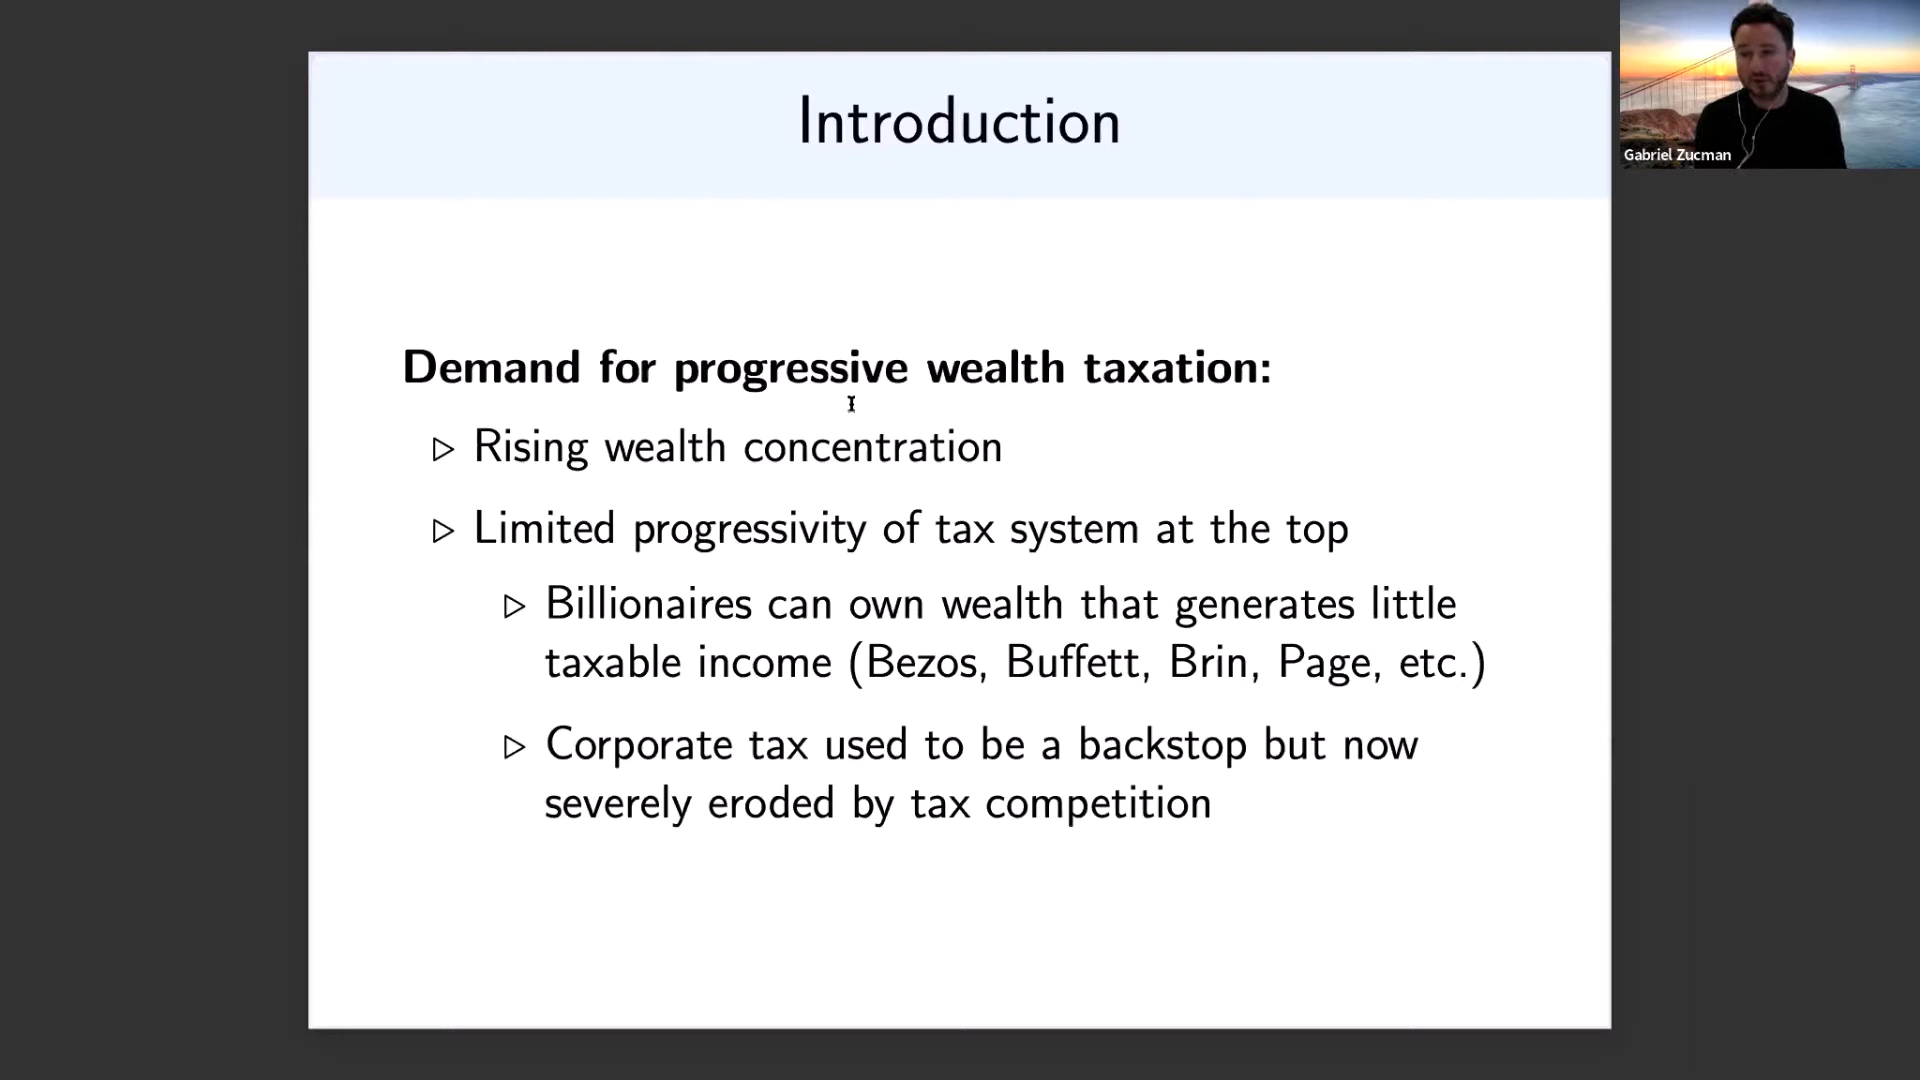 Introduction
Gabriel Zucman
Demand for progressive wealth taxation:
▷ Rising wealth concentration
▷ Limited progressivity of tax system at the top
▷ Billionaires can own wealth that generates little
taxable income (Bezos, Buffett, Brin, Page, etc.)
▷ Corporate tax used to be a backstop but now
severely eroded by tax competition